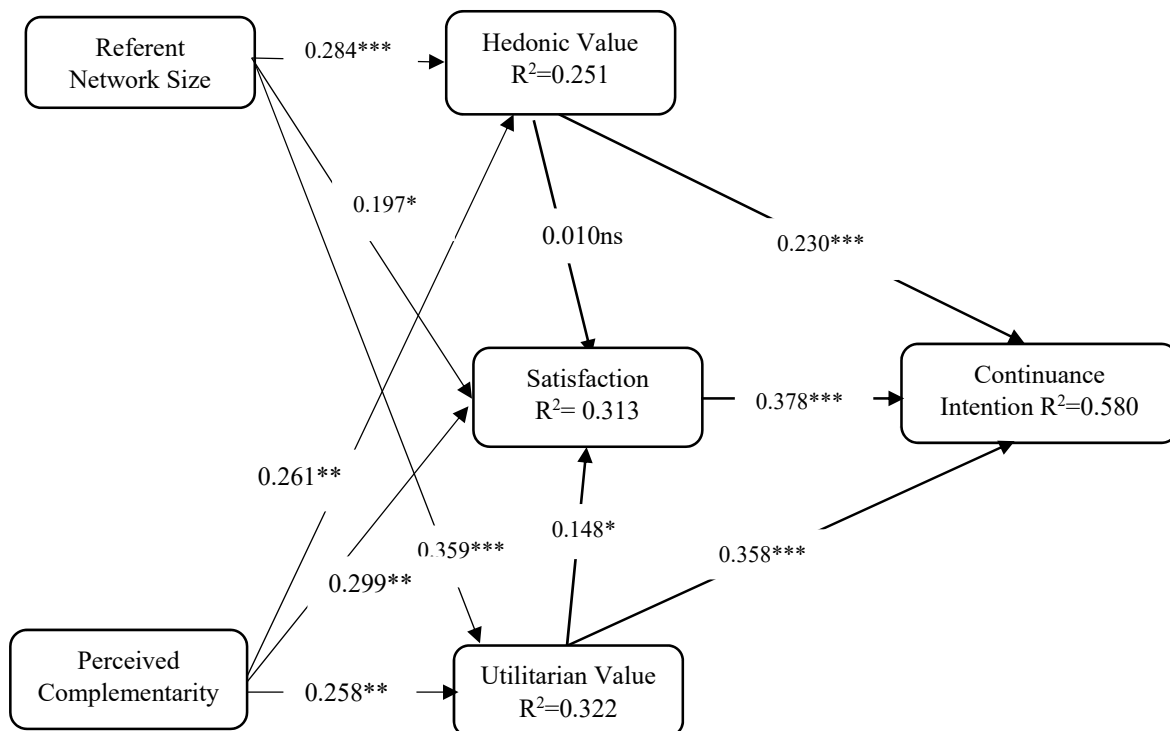 Referent
Network Size
0.284***
Hedonic Value
R²=0.251
0.197*
0.010ns
0.230***
Satisfaction
R²= 0.313
0.378***
Continuance
Intention R²=0.580
0.261**
0.148*
0.359***
0.358***
0.299**
Perceived
Complementarity
0.258**
Utilitarian Value
R²=0.322